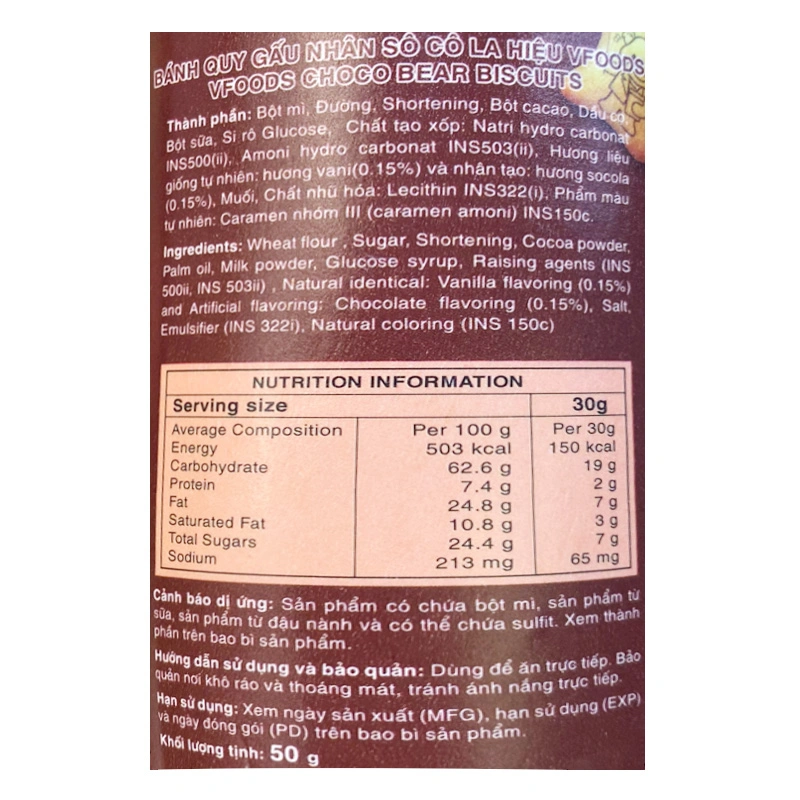 BÁNH QUY GẤU NHÂN SÔ CÔ LA HIỆU VFOODS
VFOODS CHOCO BEAR BISCUITS
Thành phần: Bột mì, Đường, Shortening, Bột cacao, Dầu cọ,
Bột sữa, Si rô Glucose, Chất tạo xốp: Natri hydro carbonat
INS500(ii), Amoni hydro carbonat INS503(ii), Hương liệu
giống tự nhiên: hương vani(0.15%) và nhân tạo: hương socola
(0.15%), Muối, Chất nhũ hóa: Lecithin INS322(i), Phẩm màu
tự nhiên: Caramen nhóm III (caramen amoni) INS150c.
Ingredients: Wheat flour , Sugar, Shortening, Cocoa powder,
Palm oil, Milk powder, Glucose syrup, Raising agents (INS
500ii, INS 503ii) , Natural identical: Vanilla flavoring (0.15%)
and Artificial flavoring: Chocolate flavoring (0.15%), Salt,
Emulsifier (INS 322i), Natural coloring (INS 150c)
NUTRITION INFORMATION
Serving size 30g
Average Composition Per 100 g Per 30g
Energy 503 kcal 150 kcal
Carbohydrate 62.6 g 19 g
Protein 7.4 g 2 g
Fat 24.8 g 7 g
Saturated Fat 10.8 g 3 g
Total Sugars 24.4 g 7 g
Sodium 213 mg 65 mg
Cảnh báo dị ứng: Sản phẩm có chứa bột mì, sản phẩm từ
sữa, sản phẩm từ đậu nành và có thể chứa sulfit. Xem thành
phần trên bao bì sản phẩm.
Hướng dẫn sử dụng và bảo quản: Dùng để ăn trực tiếp. Bảo
quản nơi khô ráo và thoáng mát, tránh ánh nắng trực tiếp.
Hạn sử dụng: Xem ngày sản xuất (MFG), hạn sử dụng (EXP)
và ngày đóng gói (PD) trên bao bì sản phẩm.
Khối lượng tịnh: 50 g